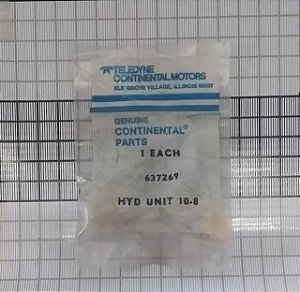 TELEDYNE
CONTINENTAL MOTORS
ELK GROVE VILLAGE, ILLINOIS 60007
GENUINE
CONTINENTAL®
PARTS
1 EACH
637269
HYD UNIT 10-8